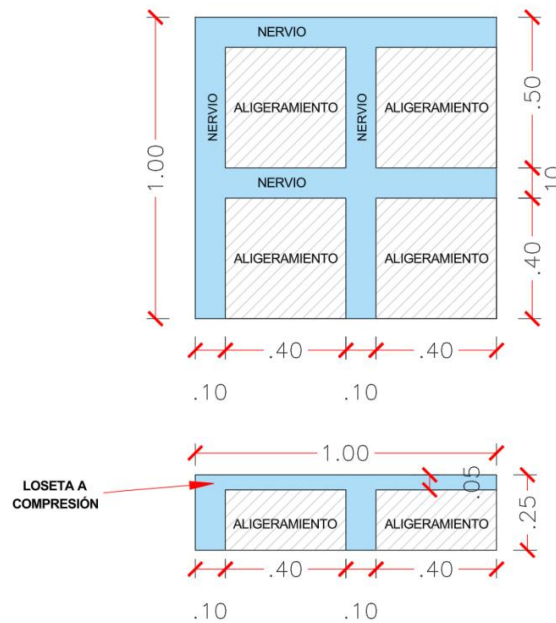 NERVIO
NERVIO
ALIGERAMIENTO
NERVIO
ALIGERAMIENTO
.50
1.00
NERVIO
.10
ALIGERAMIENTO
ALIGERAMIENTO
.40
.40
.40
.10
.10
1.00
LOSETA A
COMPRESIÓN
.05
.25
ALIGERAMIENTO
ALIGERAMIENTO
.40
.40
.10
.10